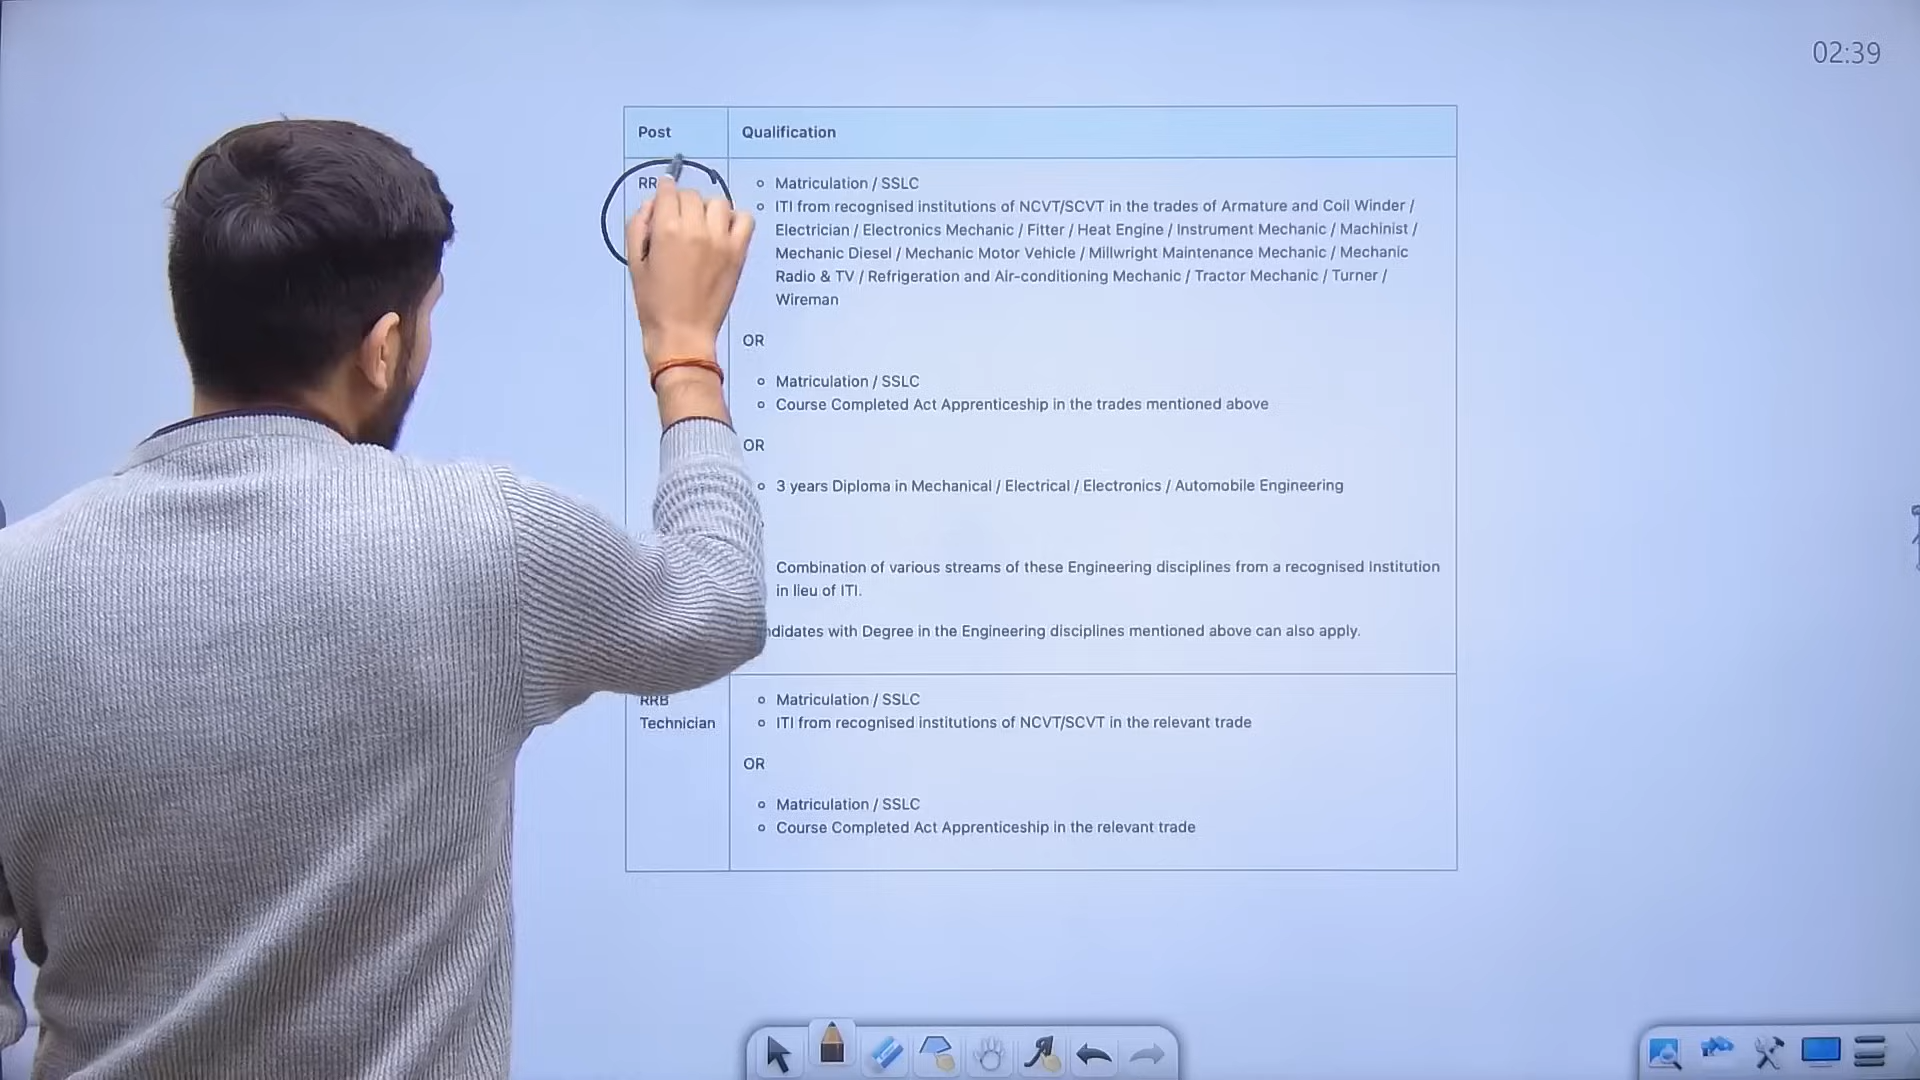 02:39
Post
Qualification
Matriculation / SSLC
ITI from recognised institutions of NCVT/SCVT in the trades of Armature and Coil Winder /
Electrician / Electronics Mechanic / Fitter / Heat Engine / Instrument Mechanic / Machinist /
Mechanic Diesel / Mechanic Motor Vehicle / Millwright Maintenance Mechanic / Mechanic
Radio & TV / Refrigeration and Air-conditioning Mechanic / Tractor Mechanic / Turner /
Wireman
OR
Matriculation / SSLC
Course Completed Act Apprenticeship in the trades mentioned above
OR
3 years Diploma in Mechanical / Electrical / Electronics / Automobile Engineering
Combination of various streams of these Engineering disciplines from a recognised Institution
in lieu of ITI.
with Degree in the Engineering disciplines mentioned above can also apply.
RRB
Technician
Matriculation / SSLC
ITI from recognised institutions of NCVT/SCVT in the relevant trade
OR
Matriculation / SSLC
Course Completed Act Apprenticeship in the relevant trade